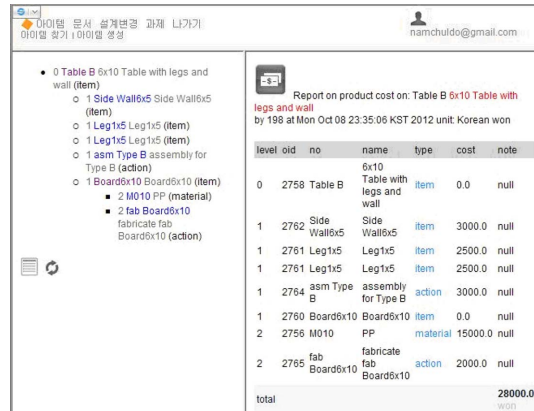 아이템 문서 설계변경 과제 나가기
아이템 찾기 | 아이템 생성
namchuldo@gmail.com
0 Table B 6x10 Table with legs and
wall (item)
1 Side Wall6x5 Side Wall6x5
(item)
1 Leg1x5 Leg1x5 (item)
1 Leg1x5 Leg1x5 (item)
1 asm Type B assembly for
Type B (action)
1 Board6x10 Board6x10 (item)
2 M010 PP (material)
2 fab Board6x10
fabricate fab
Board6x10 (action)
-$-
Report on product cost on: Table B 6x10 Table with
legs and wall
by 198 at Mon Oct 08 23:35:06 KST 2012 unit: Korean won
level oid no name type cost note
0 2758 Table B 6x10 Table with legs and wall item 0.0 null
1 2762 Side Wall6x5 Side Wall6x5 item 3000.0 null
1 2761 Leg1x5 Leg1x5 item 2500.0 null
1 2761 Leg1x5 Leg1x5 item 2500.0 null
1 2764 asm Type B assembly for Type B action 3000.0 null
1 2760 Board6x10 Board6x10 item 0.0 null
2 2756 M010 PP material 15000.0 null
2 2765 fab Board6x10 fabricate fab Board6x10 action 2000.0 null
total 28000.0
won